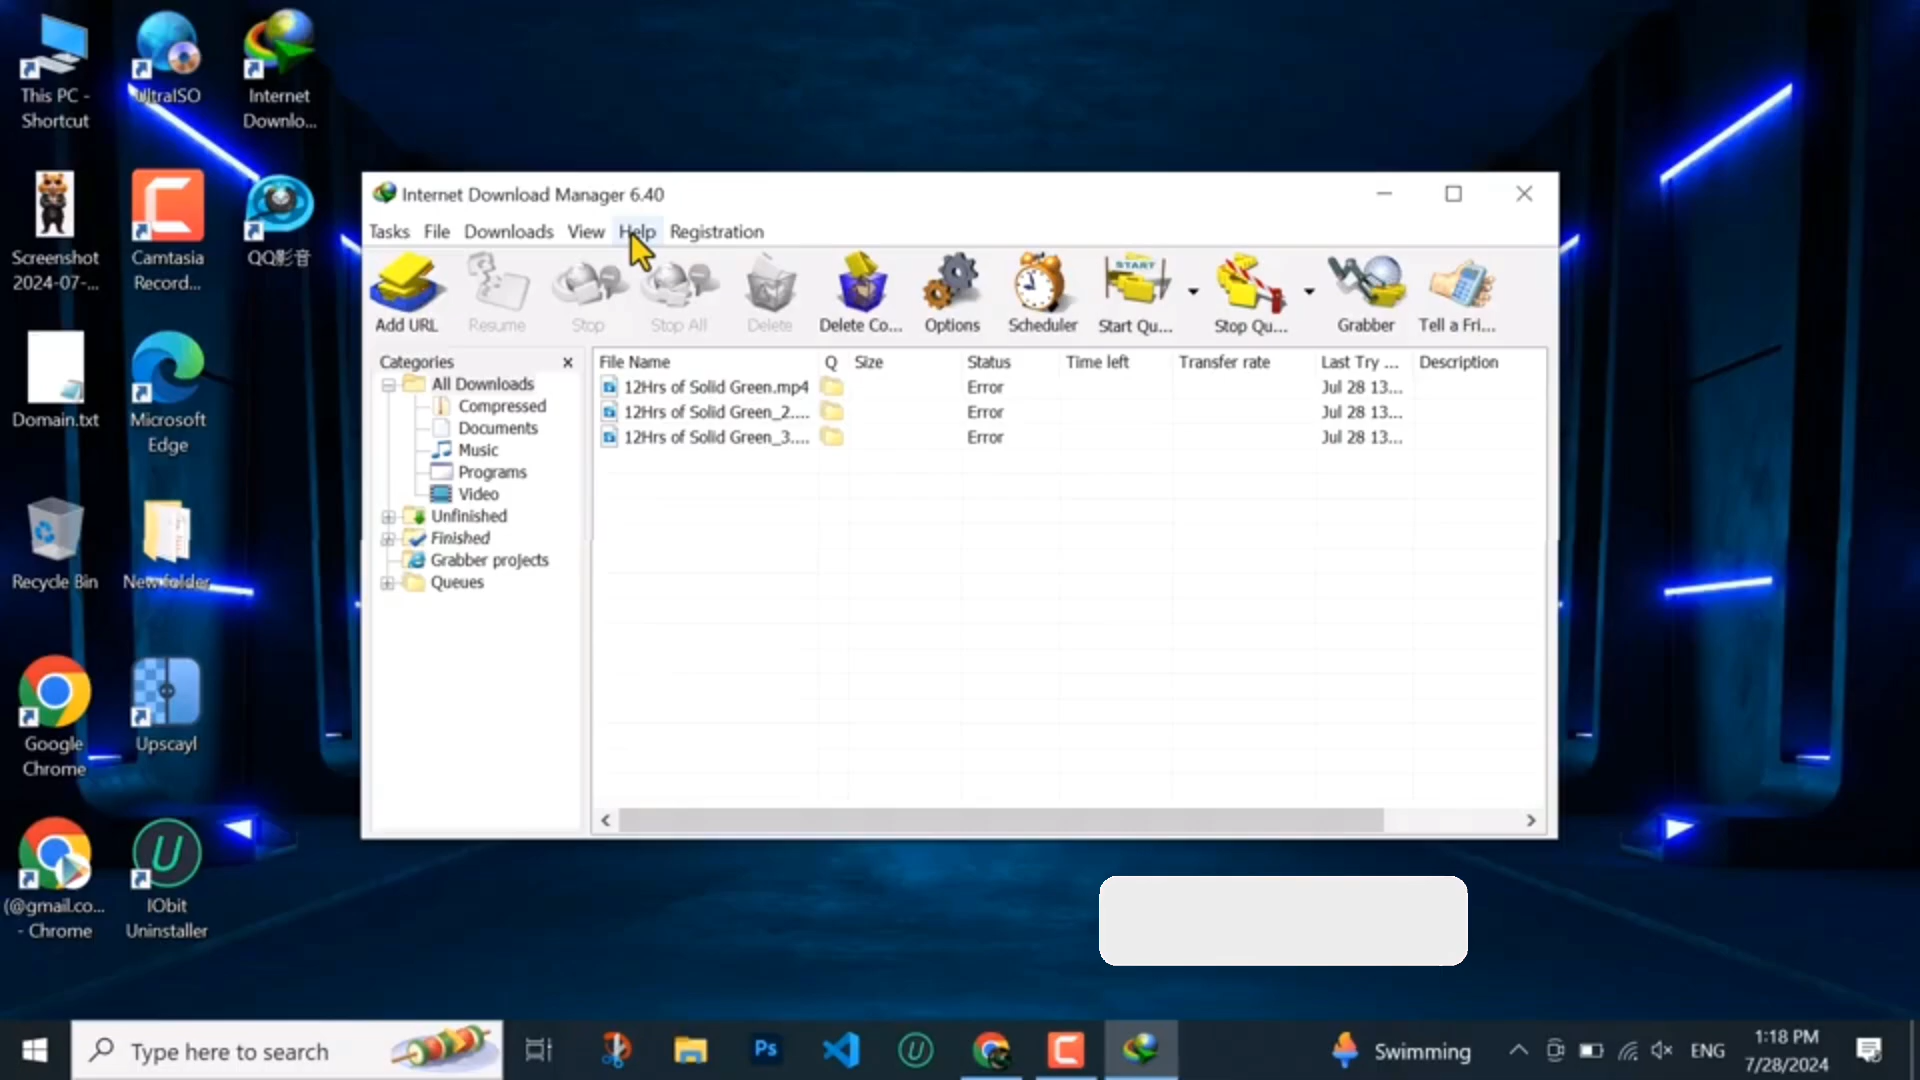 This PC -
Shortcut
UltraISO
Internet
Downlo...
Screenshot
2024-07-...
Camtasia
Record...
QQ影音
Domain.txt
Microsoft
Edge
Recycle Bin
New folder
Google
Chrome
Upscayl
(@gmail.co...
- Chrome
IObit
Uninstaller
Internet Download Manager 6.40
Tasks File Downloads View Help Registration
START
Add URL Resume Stop Stop All Delete Delete Co... Options Scheduler Start Qu... Stop Qu... Grabber Tell a Fri...
Categories
All Downloads
Compressed
Documents
Music
Programs
Video
Unfinished
Finished
Grabber projects
Queues
File Name Q Size Status Time left Transfer rate Last Try ... Description
12Hrs of Solid Green.mp4 Error Jul 28 13...
12Hrs of Solid Green_2.... Error Jul 28 13...
12Hrs of Solid Green_3.... Error Jul 28 13...
Type here to search
Ps
Swimming
ENG
1:18 PM
7/28/2024